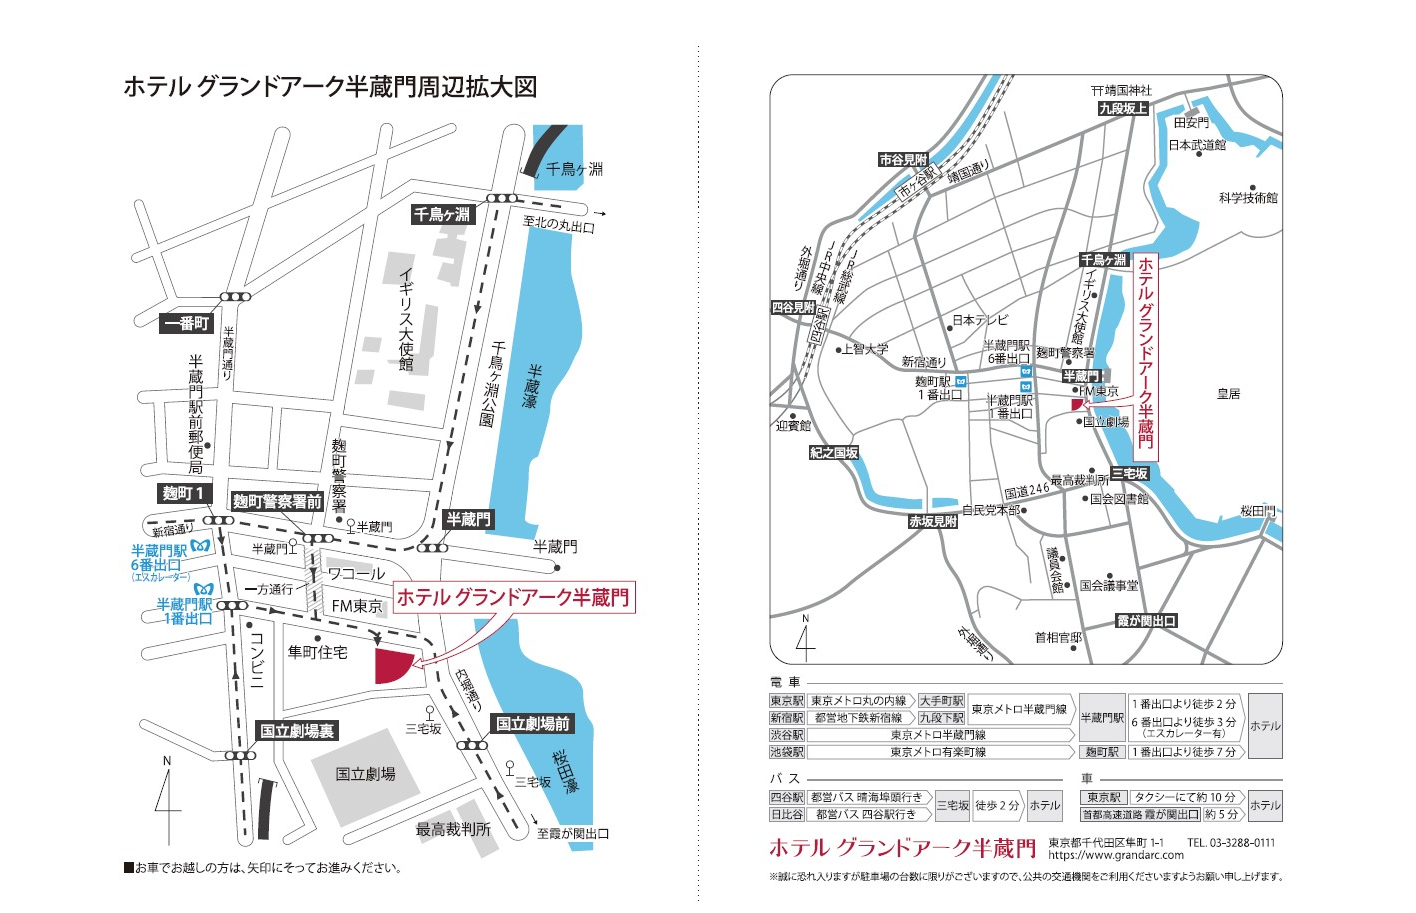 ホテル グランドアーク半蔵門周辺拡大図
千鳥ヶ淵
千鳥ヶ淵
至北の丸出口
イギリス大使館
一番町
半蔵門通り
半蔵門駅前郵便局
千鳥ヶ淵公園
半蔵濠
麹町警察署
麹町1
麹町警察署前
半蔵門
半蔵門
新宿通り
半蔵門
半蔵門
半蔵門駅
6番出口
(エスカレーター)
ワコール
一方通行
半蔵門駅
1番出口
FM東京
ホテル グランドアーク半蔵門
コンビニ
隼町住宅
内堀通り
三宅坂
国立劇場前
国立劇場裏
N
国立劇場
三宅坂
桜田濠
最高裁判所
至霞が関出口
■お車でお越しの方は、矢印にそってお進みください。
靖国神社
九段坂上
田安門
日本武道館
市谷見附
市ヶ谷駅
靖国通り
科学技術館
外堀通り
JR中央線
JR総武線
千鳥ヶ淵
ホテル グランドアーク半蔵門
イギリス大使館
四谷見附
四谷駅
日本テレビ
上智大学
新宿通り
半蔵門駅
6番出口
麹町警察署
半蔵門
麹町駅
1番出口
半蔵門駅
1番出口
FM東京
皇居
迎賓館
国立劇場
紀之国坂
最高裁判所
三宅坂
国道246
国会図書館
赤坂見附
自民党本部
桜田門
議員会館
国会議事堂
霞が関出口
N
外堀通り
首相官邸
電車
東京駅 東京メトロ丸の内線 大手町駅 東京メトロ半蔵門線 半蔵門駅 1番出口より徒歩2分 ホテル
新宿駅 都営地下鉄新宿線 九段下駅 6番出口より徒歩3分
(エスカレーター有)
渋谷駅 東京メトロ半蔵門線
池袋駅 東京メトロ有楽町線 麹町駅 1番出口より徒歩7分
バス
四谷駅 都営バス 晴海埠頭行き 三宅坂 徒歩2分 ホテル
日比谷 都営バス 四谷駅行き
車
東京駅 タクシーにて約10分 ホテル
首都高速道路 霞が関出口 約5分
ホテル グランドアーク半蔵門
東京都千代田区隼町 1-1 TEL. 03-3288-0111
https://www.grandarc.com
※誠に恐れ入りますが駐車場の台数に限りがございますので、公共の交通機関をご利用くださいますようお願い申し上げます。